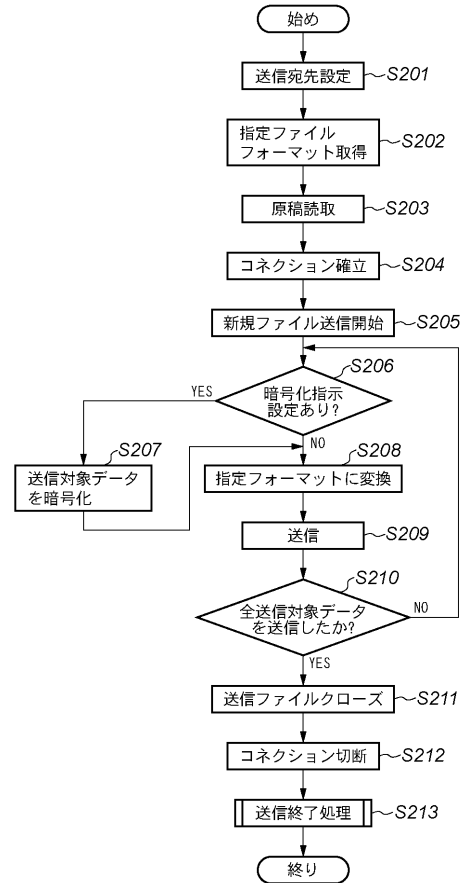 始め
送信宛先設定
S201
指定ファイル
フォーマット取得
S202
原稿読取
S203
コネクション確立
S204
新規ファイル送信開始
S205
S206
暗号化指示
設定あり?
YES
NO
S207
送信対象データ
を暗号化
S208
指定フォーマットに変換
送信
S209
S210
全送信対象データ
を送信したか?
NO
YES
送信ファイルクローズ
S211
コネクション切断
S212
送信終了処理
S213
終り